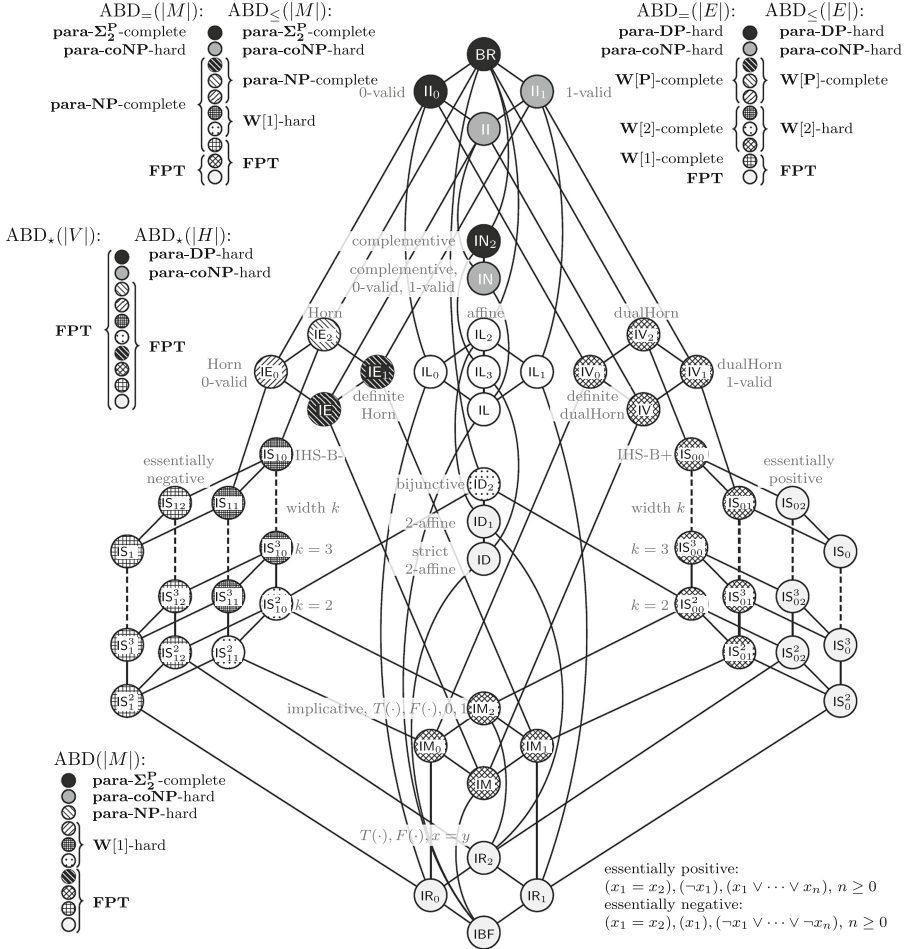 ABD=(|M|): ABD≤(|M|):
para-Σ₂ᴾ-complete para-Σ₂ᴾ-complete
para-coNP-hard para-coNP-hard
para-NP-complete
para-NP-complete
W[1]-hard
FPT FPT
ABD=(|E|): ABD≤(|E|):
para-DP-hard para-DP-hard
para-coNP-hard para-coNP-hard
W[P]-complete W[P]-complete
W[2]-complete W[2]-hard
W[1]-complete
FPT FPT
BR
0-valid II₀ II₁ 1-valid
II
ABD⋆(|V|): ABD⋆(|H|):
para-DP-hard
para-coNP-hard
FPT FPT
complementive IN₂
complementive, IN
0-valid, 1-valid
Horn affine dualHorn
IE₂ IL₂ IV₂
Horn IE₀ IE₁ IL₀ IL₃ IL₁ IV₀ IV₁ dualHorn
0-valid 1-valid
definite definite
Horn dualHorn
IE IL IV
IS₁₀ IHS-B- IHS-B+ IS₀₀
essentially essentially
negative positive
bijunctive ID₂
IS₁₂ IS₁₁ width k width k IS₀₁ IS₀₂
2-affine ID₁
IS₁ IS³₁₀ k = 3 k = 3 IS³₀₀ IS₀
strict ID
2-affine
IS³₁₂ IS³₁₁ IS²₁₀ k = 2 k = 2 IS²₀₀ IS³₀₁ IS³₀₂
IS³₁ IS²₁₂ IS²₁₁ IS²₀₁ IS²₀₂ IS³₀
IS²₁ IS²₀
implicative, T(·), F(·), 0, 1 IM₂
IM₀ IM₁
IM
ABD(|M|):
para-Σ₂ᴾ-complete
para-coNP-hard
para-NP-hard
W[1]-hard
FPT
T(·), F(·), x = y
IR₂
IR₀ IR₁
IBF
essentially positive:
(x₁ = x₂), (¬x₁), (x₁ ∨ ··· ∨ xₙ), n ≥ 0
essentially negative:
(x₁ = x₂), (x₁), (¬x₁ ∨ ··· ∨ ¬xₙ), n ≥ 0